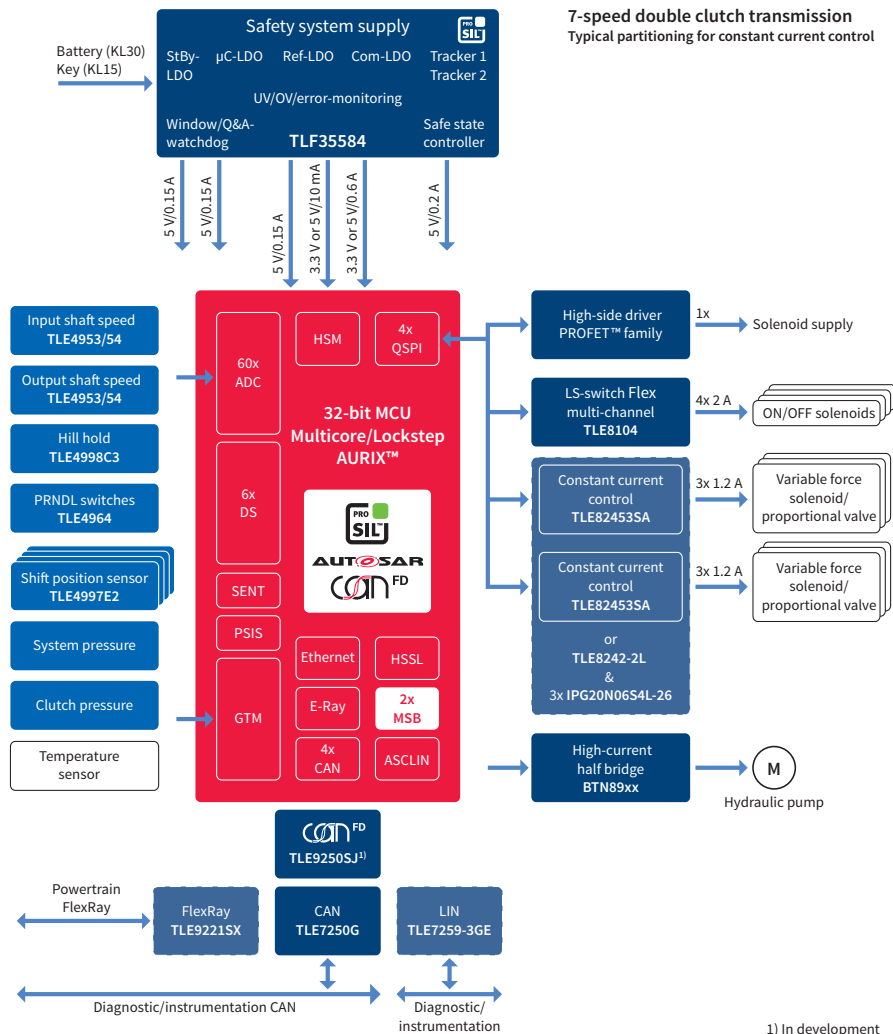 7-speed double clutch transmission
Typical partitioning for constant current control
Safety system supply
PRO
SIL™
Battery (KL30)
Key (KL15)
StBy-
LDO
µC-LDO
Ref-LDO
Com-LDO
Tracker 1
Tracker 2
UV/OV/error-monitoring
Window/Q&A-
watchdog
TLF35584
Safe state
controller
5 V/0.15 A
5 V/0.15 A
5 V/0.15 A
3.3 V or 5 V/10 mA
3.3 V or 5 V/0.6 A
5 V/0.2 A
Input shaft speed
TLE4953/54
Output shaft speed
TLE4953/54
Hill hold
TLE4998C3
PRNDL switches
TLE4964
Shift position sensor
TLE4997E2
System pressure
Clutch pressure
Temperature
sensor
60x
ADC
HSM
4x
QSPI
32-bit MCU
Multicore/Lockstep
AURIX™
6x
DS
PRO
SIL™
AUTOSAR
CAN FD
SENT
PSIS
GTM
Ethernet
HSSL
E-Ray
2x
MSB
4x
CAN
ASCLIN
High-side driver
PROFET™ family
1x
Solenoid supply
LS-switch Flex
multi-channel
TLE8104
4x 2 A
ON/OFF solenoids
Constant current
control
TLE82453SA
3x 1.2 A
Variable force
solenoid/
proportional valve
Constant current
control
TLE82453SA
3x 1.2 A
Variable force
solenoid/
proportional valve
or
TLE8242-2L
&
3x IPG20N06S4L-26
High-current
half bridge
BTN89xx
M
Hydraulic pump
CAN FD
TLE9250SJ1)
Powertrain
FlexRay
FlexRay
TLE9221SX
CAN
TLE7250G
LIN
TLE7259-3GE
Diagnostic/instrumentation CAN
Diagnostic/
instrumentation
1) In development